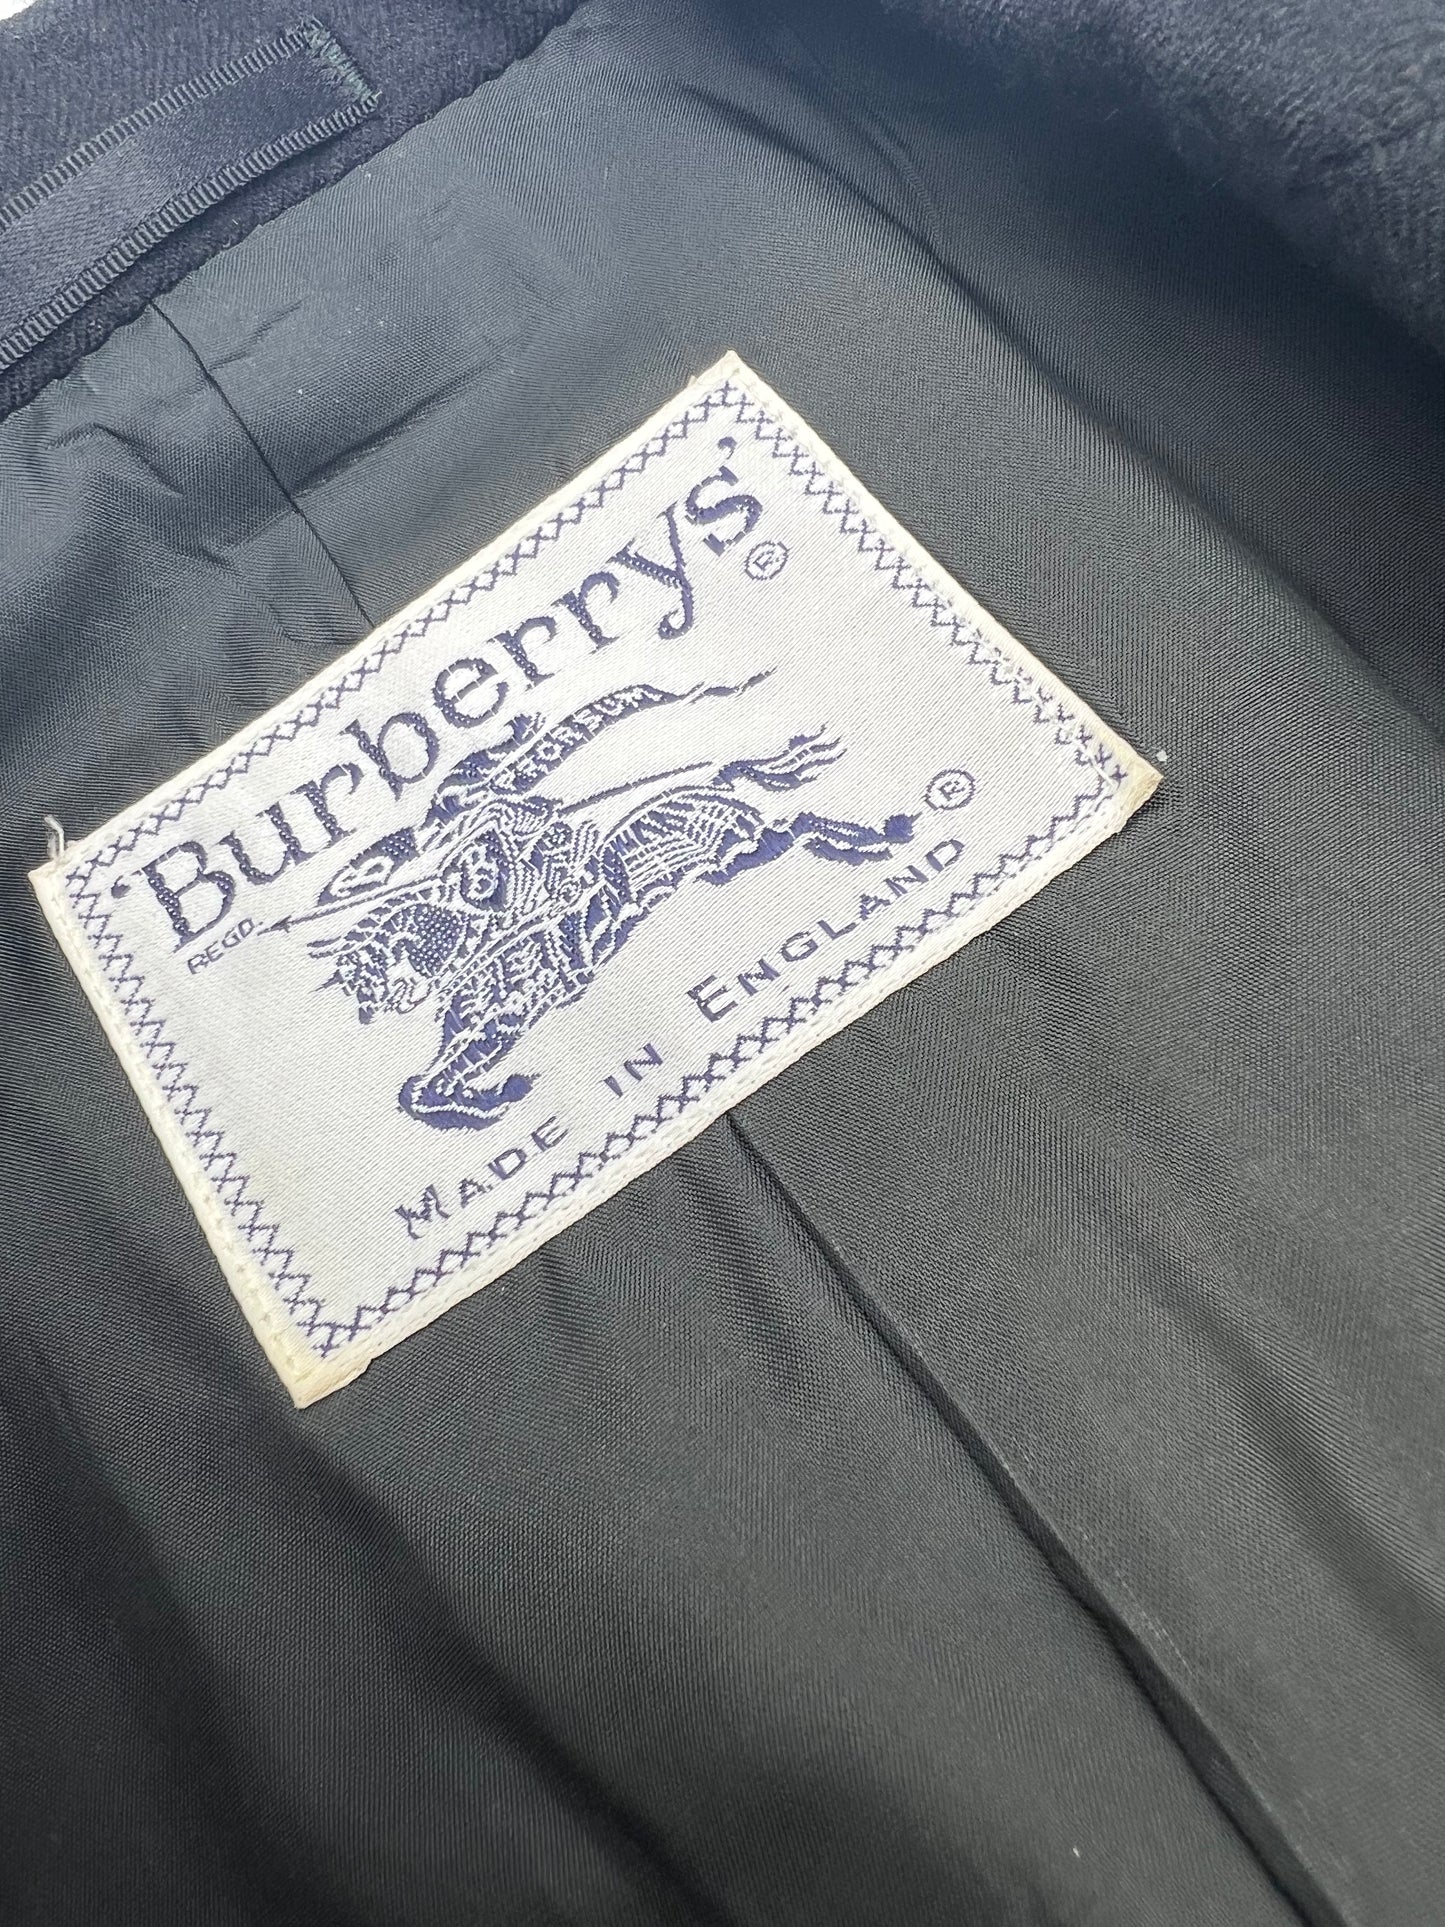 'Burberrys'®
REGD.
PRORSUM
B
B
®
MADE IN ENGLAND